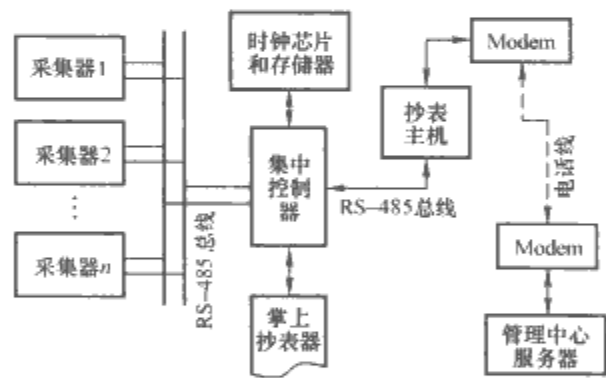 采集器1
采集器2
⋮
采集器n
RS-485总线
时钟芯片
和存储器
集中
控制
器
掌上
抄表器
RS-485总线
抄表
主机
Modem
电话线
Modem
管理中心
服务器